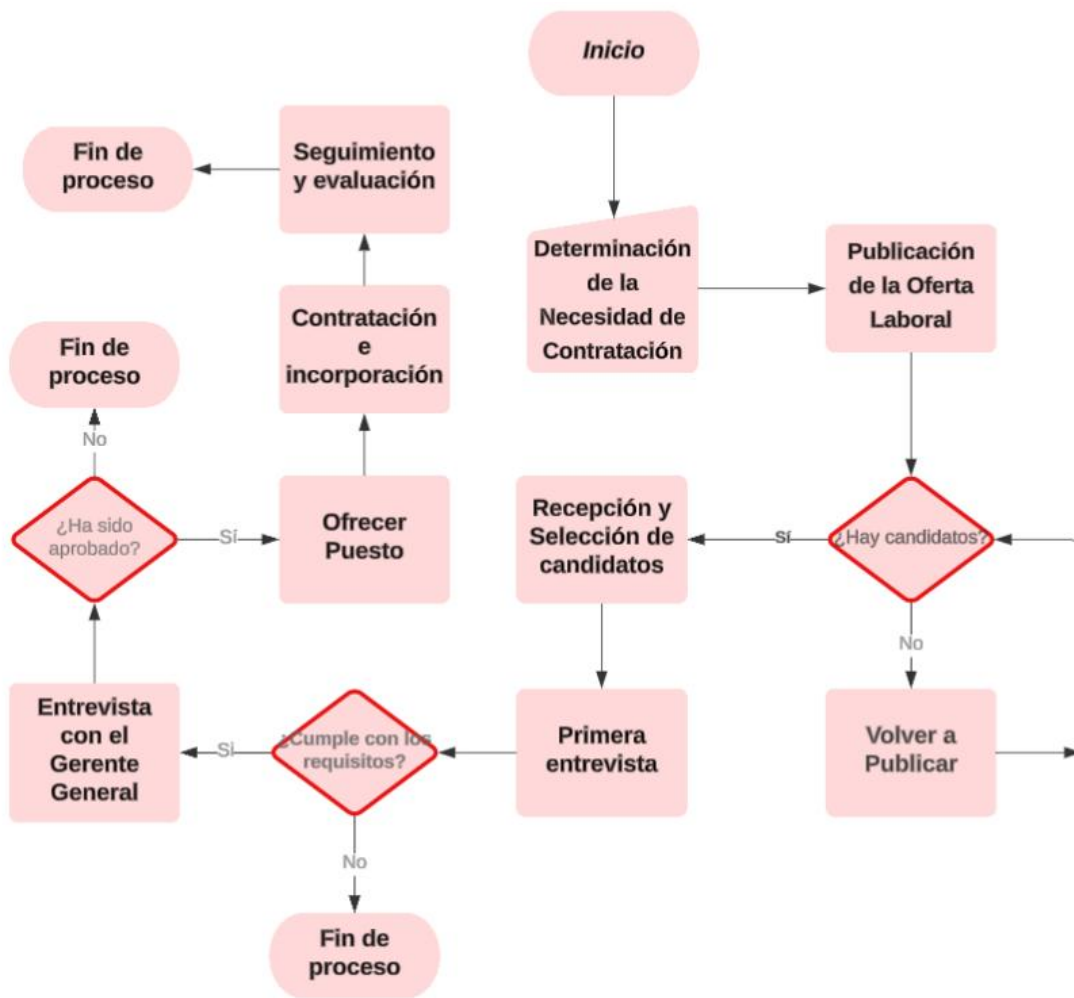 Inicio
Determinación
de la
Necesidad de
Contratación
Publicación
de la Oferta
Laboral
¿Hay candidatos?
Sí
No
Volver a
Publicar
Recepción y
Selección de
candidatos
Primera
entrevista
¿Cumple con los
requisitos?
No
Fin de
proceso
Sí
Entrevista
con el
Gerente
General
¿Ha sido
aprobado?
No
Fin de
proceso
Sí
Ofrecer
Puesto
Contratación
e
incorporación
Seguimiento
y evaluación
Fin de
proceso